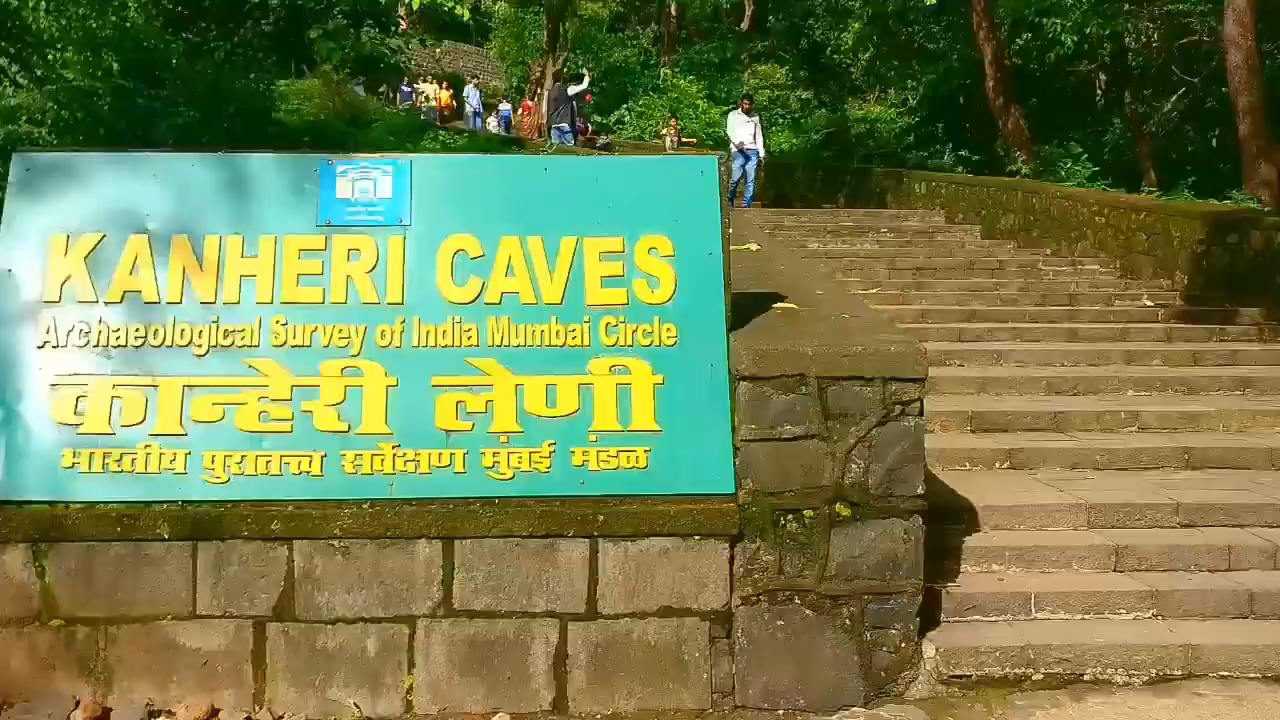 KANHERI CAVES
Archaeological Survey of India Mumbai Circle
कान्हेरी लेणी
भारतीय पुरातत्त्व सर्वेक्षण मुंबई मंडळ